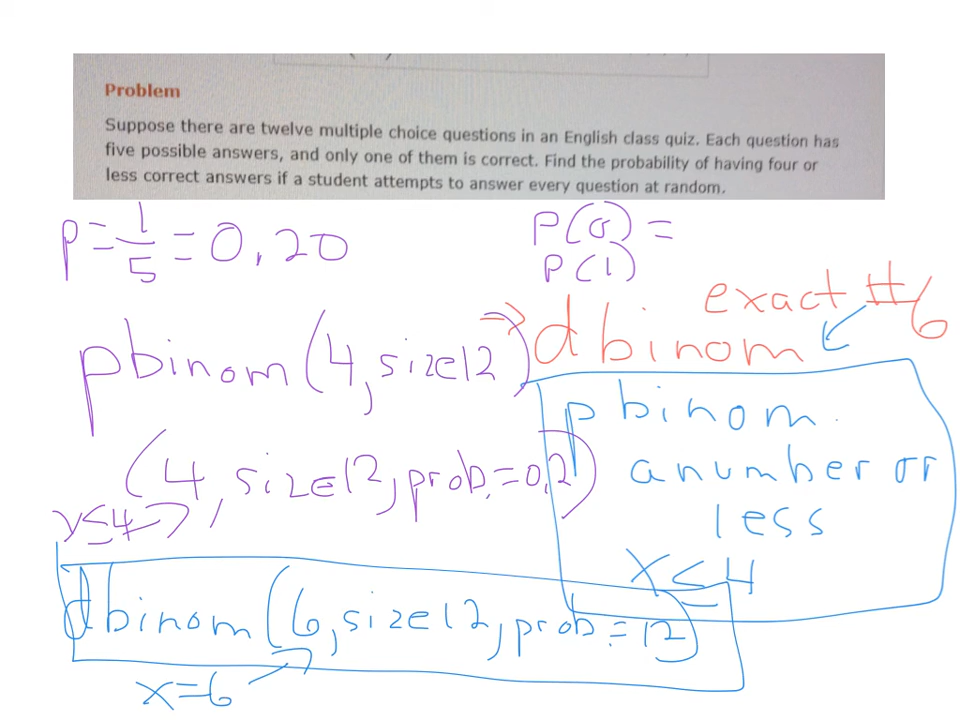 Problem
Suppose there are twelve multiple choice questions in an English class quiz. Each question has
five possible answers, and only one of them is correct. Find the probability of having four or
less correct answers if a student attempts to answer every question at random.
p = 1/5 = 0,20
P(0) =
P(1)
exact #6
pbinom(4, size12)
→ dbinom
pbinom.
a number or
less
x ≤ 4
(4, size12, prob.=0,2)
x≤4→
dbinom(6, size12, prob.=12)
x=6